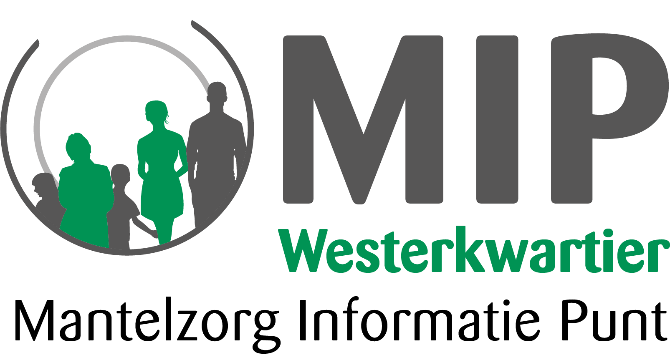 MIP
Westerkwartier
Mantelzorg Informatie Punt